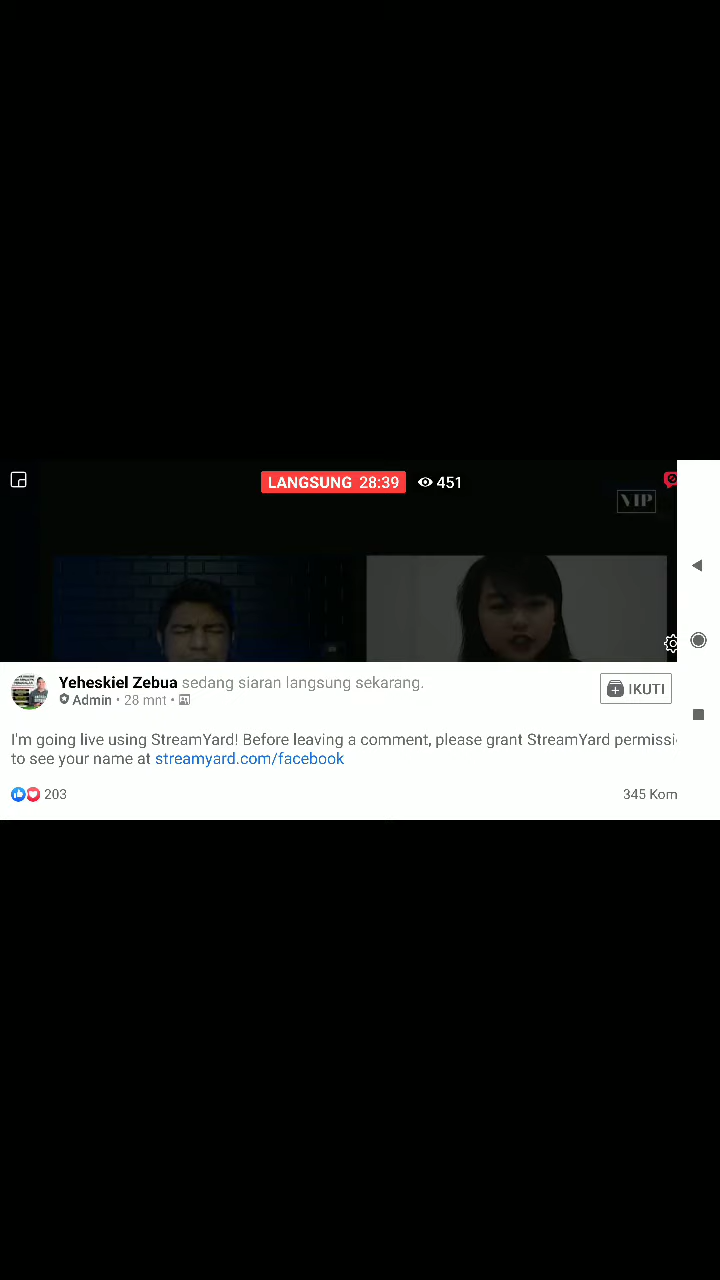 LANGSUNG 28:39 451
VIP
Yeheskiel Zebua sedang siaran langsung sekarang.
Admin • 28 mnt •
IKUTI
I'm going live using StreamYard! Before leaving a comment, please grant StreamYard permissi
to see your name at streamyard.com/facebook
203
345 Kom